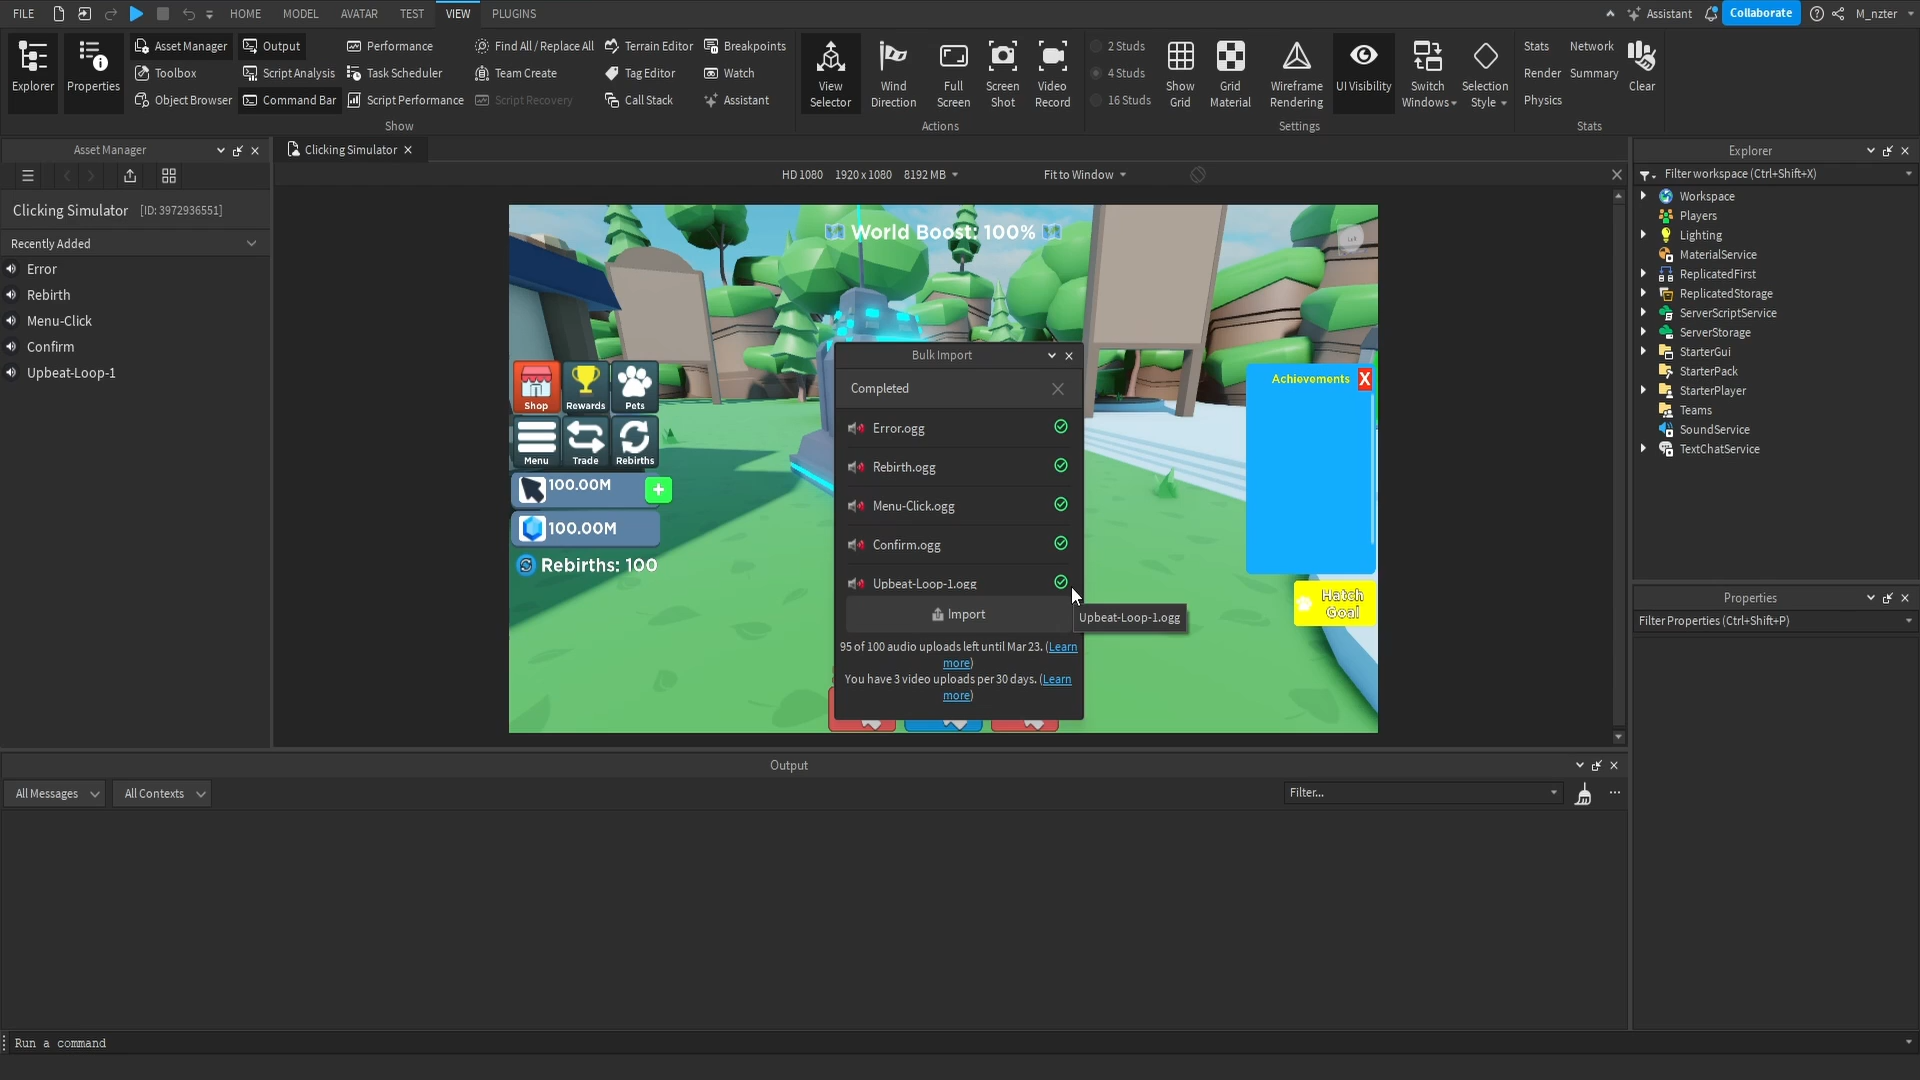 FILE HOME MODEL AVATAR TEST VIEW PLUGINS Assistant Collaborate M_nzter
Explorer
Properties
Asset Manager
Toolbox
Object Browser
Output
Script Analysis
Command Bar
Performance
Task Scheduler
Script Performance
Find All / Replace All
Team Create
Script Recovery
Terrain Editor
Tag Editor
Call Stack
Breakpoints
Watch
Assistant
Show
View
Selector
Wind
Direction
Full
Screen
Screen
Shot
Video
Record
Actions
2 Studs
4 Studs
16 Studs
Show
Grid
Grid
Material
Wireframe
Rendering
UI Visibility
Switch
Windows
Selection
Style
Settings
Stats
Render
Physics
Network
Summary
Clear
Stats
Asset Manager
Clicking Simulator [ID: 3972936551]
Recently Added
Error
Rebirth
Menu-Click
Confirm
Upbeat-Loop-1
Clicking Simulator
HD 1080 1920 x 1080 8192 MB Fit to Window
World Boost: 100%
Shop Rewards Pets
Menu Trade Rebirths
100.00M +
100.00M
Rebirths: 100
Bulk Import
Completed
Error.ogg
Rebirth.ogg
Menu-Click.ogg
Confirm.ogg
Upbeat-Loop-1.ogg
Import
Upbeat-Loop-1.ogg
95 of 100 audio uploads left until Mar 23. (Learn
more)
You have 3 video uploads per 30 days. (Learn
more)
Achievements X
Hatch
Goal
Explorer
Filter workspace (Ctrl+Shift+X)
Workspace
Players
Lighting
MaterialService
ReplicatedFirst
ReplicatedStorage
ServerScriptService
ServerStorage
StarterGui
StarterPack
StarterPlayer
Teams
SoundService
TextChatService
Properties
Filter Properties (Ctrl+Shift+P)
Output
All Messages All Contexts Filter...
Run a command